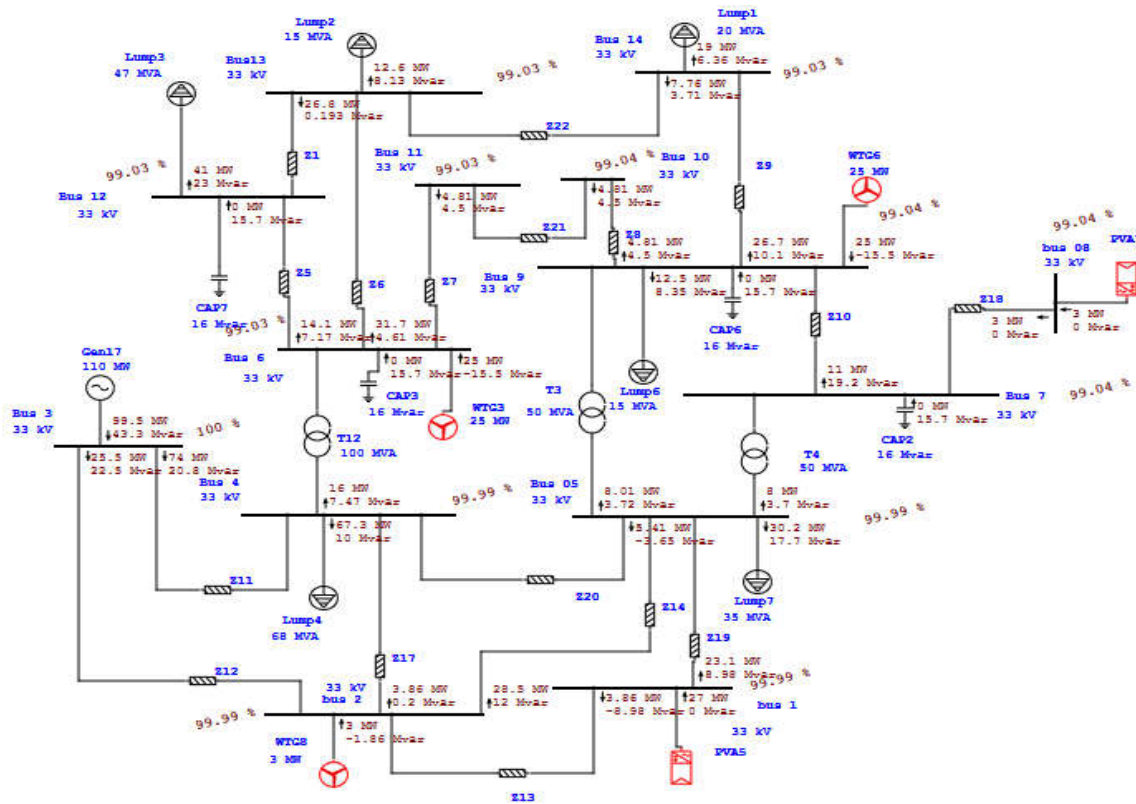 Lump2
15 MVA
Lump1
20 MVA
Bus13
33 kV
12.6 MW
8.13 Mvar
99.03 %
Bus 14
33 kV
19 MW
6.36 Mvar
99.03 %
Lump3
47 MVA
26.8 MW
0.193 Mvar
7.76 MW
3.71 Mvar
Z22
Z1
Bus 11
33 kV
99.03 %
99.04 %
Bus 10
33 kV
Z9
WTG6
25 MW
99.03 %
41 MW
23 Mvar
Bus 12
33 kV
0 MW
15.7 Mvar
4.81 MW
4.5 Mvar
4.81 MW
4.5 Mvar
99.04 %
99.04 %
bus 08
33 kV
PVA1
Z21
Z8
4.81 MW
4.5 Mvar
26.7 MW
10.1 Mvar
25 MW
-15.5 Mvar
Bus 9
33 kV
Z5
Z6
Z7
12.5 MW
8.35 Mvar
0 MW
15.7 Mvar
Z18
3 MW
0 Mvar
3 MW
0 Mvar
CAP7
16 Mvar
CAP6
16 Mvar
Z10
99.03 %
14.1 MW
7.17 Mvar
31.7 MW
4.61 Mvar
Bus 6
33 kV
0 MW
15.7 Mvar
25 MW
-15.5 Mvar
Gen17
110 MW
CAP3
16 Mvar
WTG3
25 MW
T3
50 MVA
Lump6
15 MVA
11 MW
19.2 Mvar
Bus 7
33 kV
99.04 %
0 MW
15.7 Mvar
CAP2
16 Mvar
Bus 3
33 kV
99.5 MW
43.3 Mvar
100 %
25.5 MW
22.5 Mvar
74 MW
20.8 Mvar
T12
100 MVA
T4
50 MVA
Bus 4
33 kV
16 MW
7.47 Mvar
99.99 %
67.3 MW
10 Mvar
Bus 05
33 kV
8.01 MW
3.72 Mvar
8 MW
3.7 Mvar
99.99 %
5.41 MW
-3.65 Mvar
30.2 MW
17.7 Mvar
Z11
Lump4
68 MVA
Z20
Z14
Lump7
35 MVA
Z19
Z12
Z17
33 kV
bus 2
3.86 MW
0.2 Mvar
28.5 MW
12 Mvar
23.1 MW
8.98 Mvar
99.99 %
bus 1
33 kV
99.99 %
3 MW
-1.86 Mvar
3.86 MW
-8.98 Mvar
27 MW
0 Mvar
WTG8
3 MW
PVA5
Z13